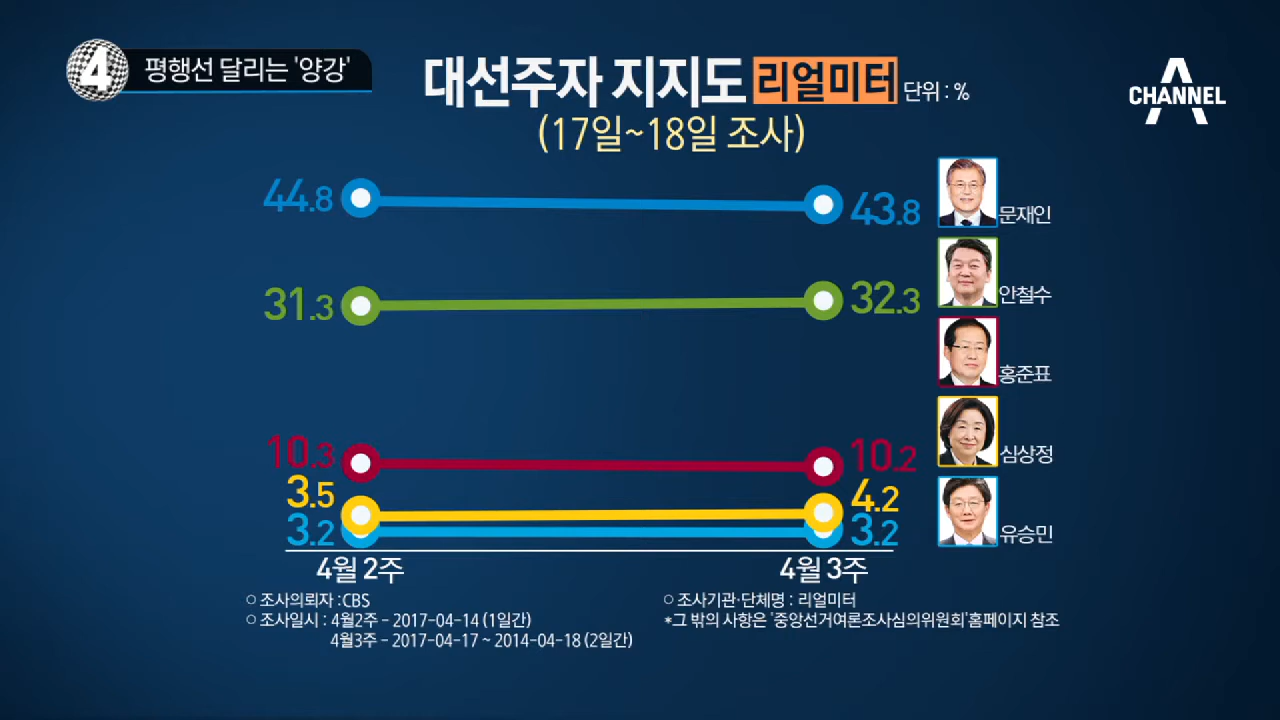 4 평행선 달리는 '양강'
대선주자 지지도 리얼미터 단위 : %
(17일~18일 조사)
CHANNEL A
44.8 43.8 문재인
31.3 32.3 안철수
홍준표
10.3 10.2 심상정
3.5 4.2
3.2 3.2 유승민
4월 2주 4월 3주
○ 조사의뢰자 :CBS
○ 조사일시 : 4월2주 - 2017-04-14 (1일간)
4월3주 - 2017-04-17 ~ 2014-04-18 (2일간)
○ 조사기관·단체명 : 리얼미터
*그 밖의 사항은 '중앙선거여론조사심의위원회'홈페이지 참조